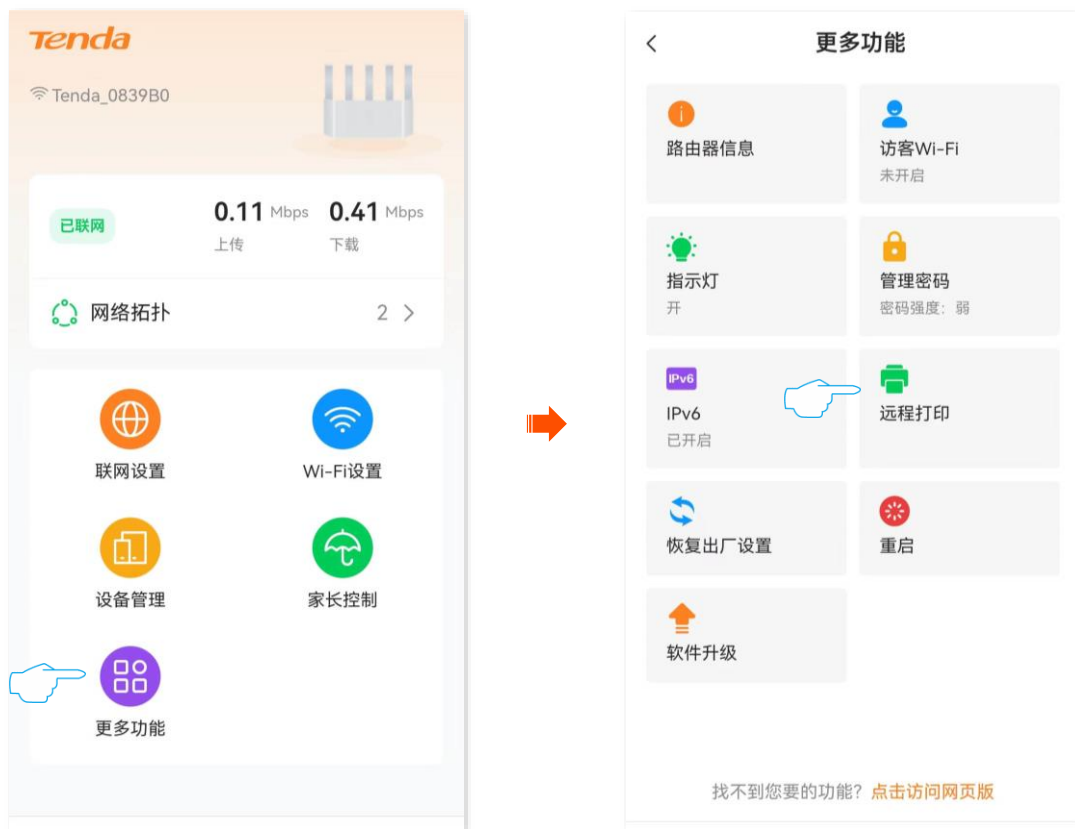 Tenda
Tenda_0839B0
已联网
0.11 Mbps 0.41 Mbps
上传 下载
网络拓扑 2
联网设置 Wi-Fi设置
设备管理 家长控制
更多功能
更多功能
路由器信息 访客Wi-Fi
未开启
指示灯 管理密码
开 密码强度：弱
IPv6
IPv6 远程打印
已开启
恢复出厂设置 重启
软件升级
找不到您要的功能？点击访问网页版